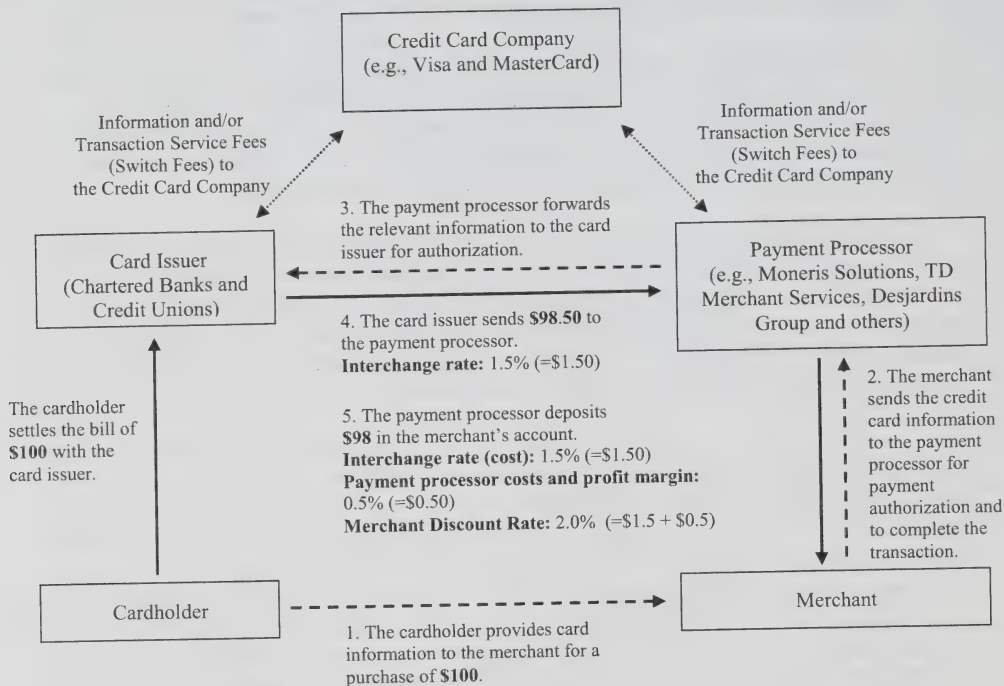 Credit Card Company
(e.g., Visa and MasterCard)
Information and/or
Transaction Service Fees
(Switch Fees) to
the Credit Card Company
Information and/or
Transaction Service Fees
(Switch Fees) to
the Credit Card Company
3. The payment processor forwards
the relevant information to the card
issuer for authorization.
Card Issuer
(Chartered Banks and
Credit Unions)
Payment Processor
(e.g., Moneris Solutions, TD
Merchant Services, Desjardins
Group and others)
4. The card issuer sends $98.50 to
the payment processor.
Interchange rate: 1.5% (=$1.50)
The cardholder
settles the bill of
$100 with the
card issuer.
5. The payment processor deposits
$98 in the merchant's account.
Interchange rate (cost): 1.5% (=$1.50)
Payment processor costs and profit margin:
0.5% (=$0.50)
Merchant Discount Rate: 2.0% (=$1.5 + $0.5)
2. The merchant
sends the credit
card information
to the payment
processor for
payment
authorization and
to complete the
transaction.
Cardholder
Merchant
1. The cardholder provides card
information to the merchant for a
purchase of $100.